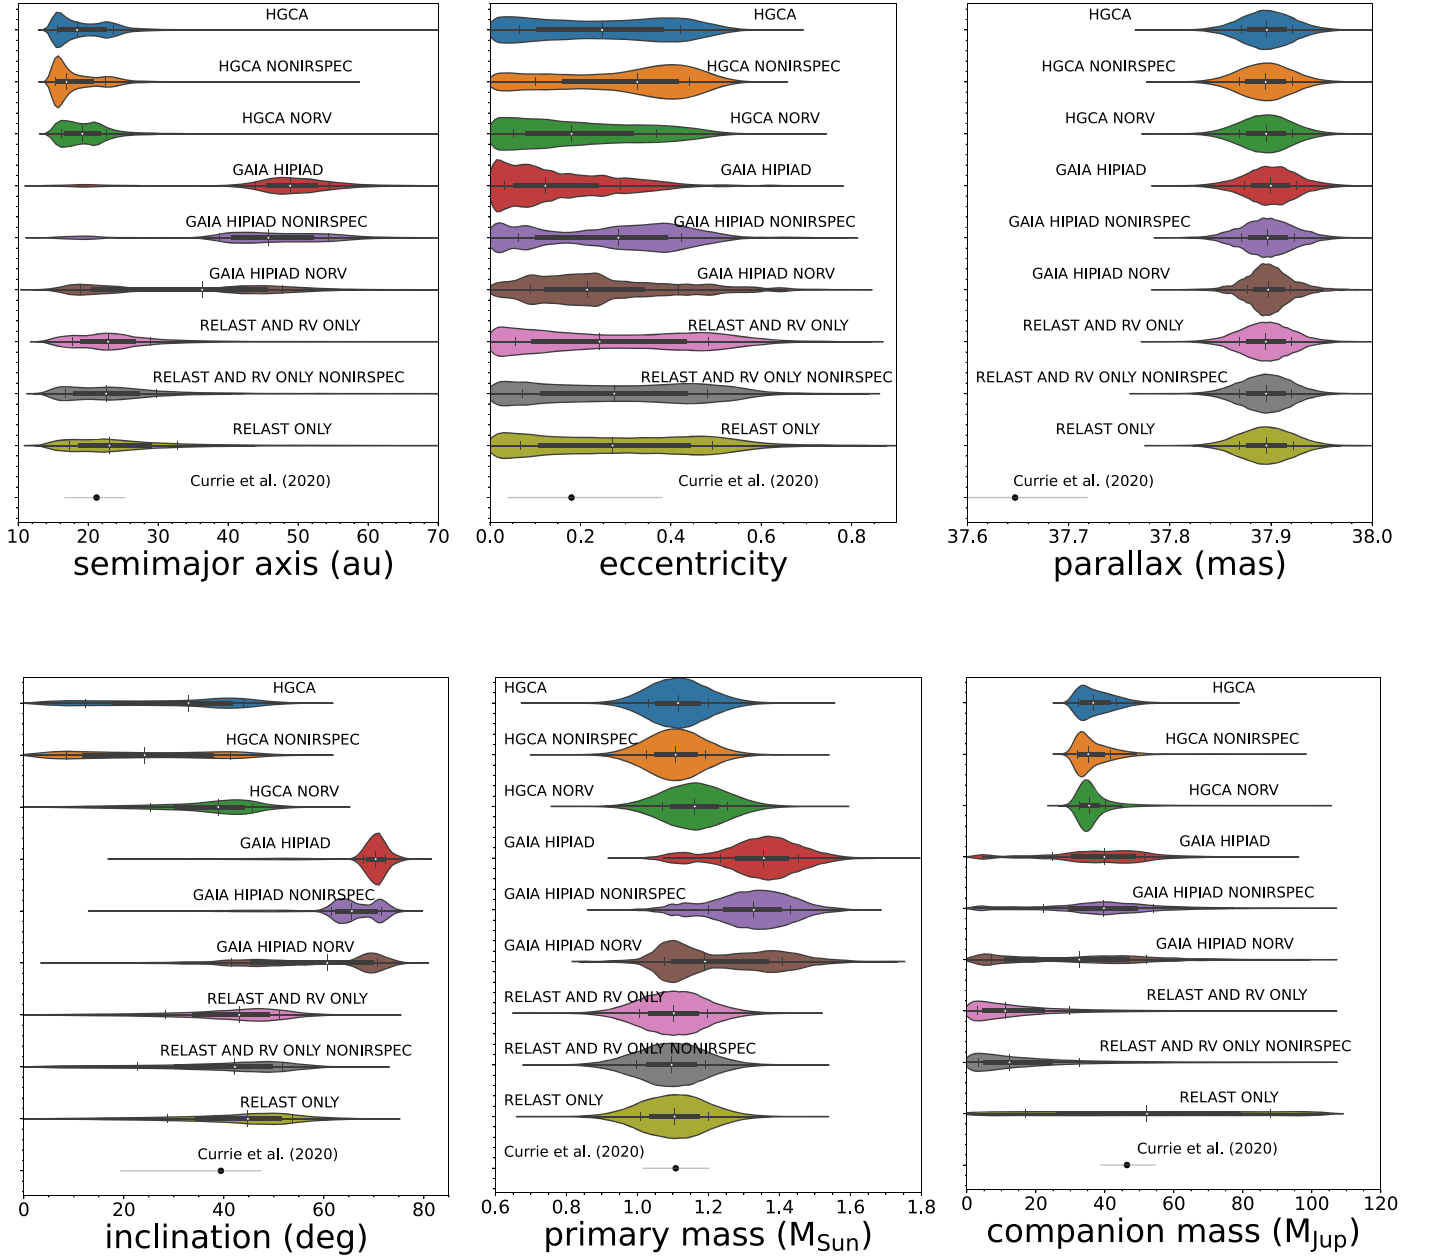 HGCA
HGCA NONIRSPEC
HGCA NORV
GAIA HIPIAD
GAIA HIPIAD NONIRSPEC
GAIA HIPIAD NORV
RELAST AND RV ONLY
RELAST AND RV ONLY NONIRSPEC
RELAST ONLY
Currie et al. (2020)
10 20 30 40 50 60 70
semimajor axis (au)
HGCA
HGCA NONIRSPEC
HGCA NORV
GAIA HIPIAD
GAIA HIPIAD NONIRSPEC
GAIA HIPIAD NORV
RELAST AND RV ONLY
RELAST AND RV ONLY NONIRSPEC
RELAST ONLY
Currie et al. (2020)
0.0 0.2 0.4 0.6 0.8
eccentricity
HGCA
HGCA NONIRSPEC
HGCA NORV
GAIA HIPIAD
GAIA HIPIAD NONIRSPEC
GAIA HIPIAD NORV
RELAST AND RV ONLY
RELAST AND RV ONLY NONIRSPEC
RELAST ONLY
Currie et al. (2020)
37.6 37.7 37.8 37.9 38.0
parallax (mas)
HGCA
HGCA NONIRSPEC
HGCA NORV
GAIA HIPIAD
GAIA HIPIAD NONIRSPEC
GAIA HIPIAD NORV
RELAST AND RV ONLY
RELAST AND RV ONLY NONIRSPEC
RELAST ONLY
Currie et al. (2020)
0 20 40 60 80
inclination (deg)
HGCA
HGCA NONIRSPEC
HGCA NORV
GAIA HIPIAD
GAIA HIPIAD NONIRSPEC
GAIA HIPIAD NORV
RELAST AND RV ONLY
RELAST AND RV ONLY NONIRSPEC
RELAST ONLY
Currie et al. (2020)
0.6 0.8 1.0 1.2 1.4 1.6 1.8
primary mass (M_Sun)
HGCA
HGCA NONIRSPEC
HGCA NORV
GAIA HIPIAD
GAIA HIPIAD NONIRSPEC
GAIA HIPIAD NORV
RELAST AND RV ONLY
RELAST AND RV ONLY NONIRSPEC
RELAST ONLY
Currie et al. (2020)
0 20 40 60 80 100 120
companion mass (M_Jup)